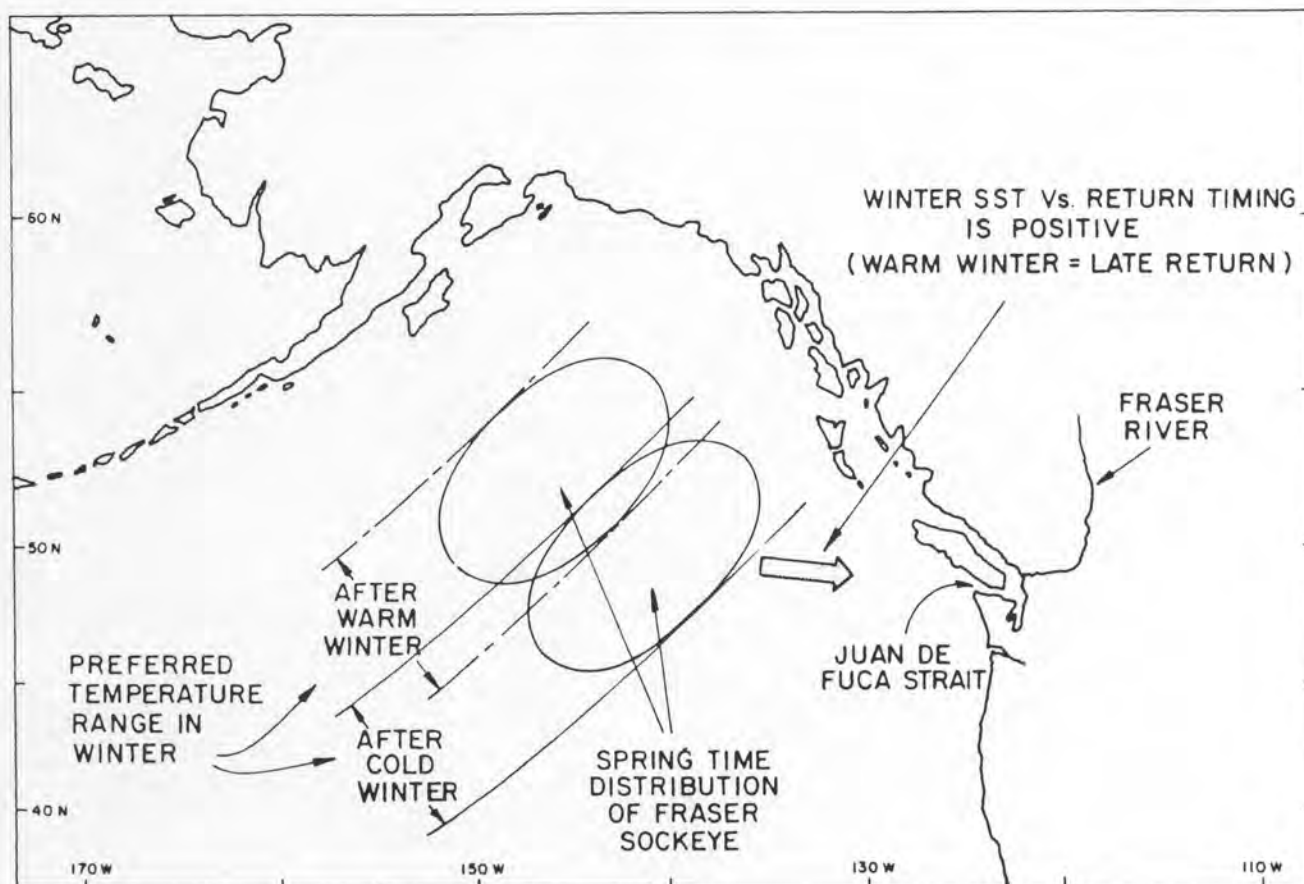 60 N
50 N
40 N
170 W
150 W
130 W
110 W
WINTER SST Vs. RETURN TIMING
IS POSITIVE
(WARM WINTER = LATE RETURN)
FRASER
RIVER
JUAN DE
FUCA STRAIT
AFTER
WARM
WINTER
PREFERRED
TEMPERATURE
RANGE IN
WINTER
AFTER
COLD
WINTER
SPRING TIME
DISTRIBUTION
OF FRASER
SOCKEYE